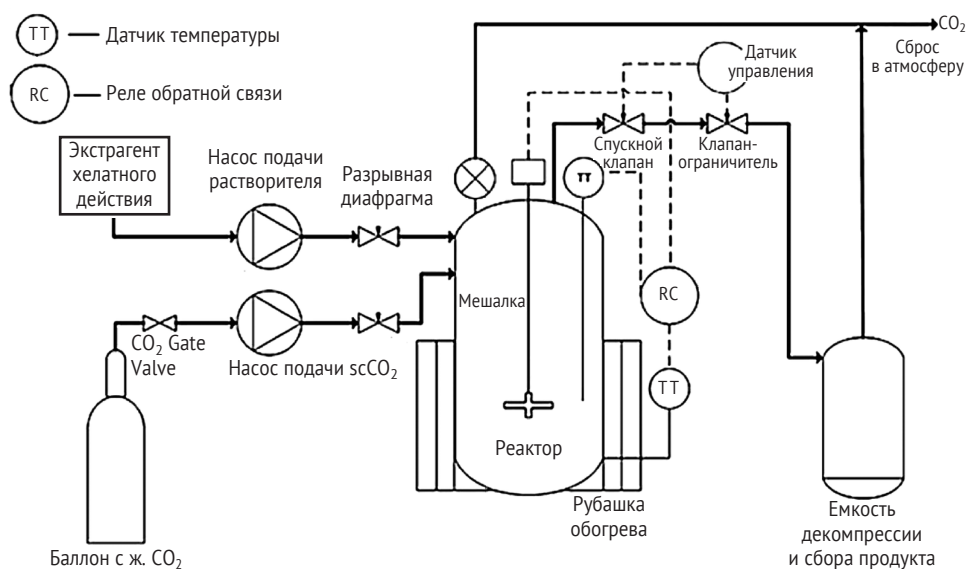 TT
Датчик температуры
RC
Реле обратной связи
CO₂
Сброс
в атмосферу
Датчик
управления
Экстрагент
хелатного
действия
Насос подачи
растворителя
Разрывная
диафрагма
Спускной
клапан
Клапан-
ограничитель
TT
Мешалка
RC
CO₂ Gate
Valve
Насос подачи scCO₂
TT
Реактор
Рубашка
обогрева
Баллон с ж. CO₂
Емкость
декомпрессии
и сбора продукта